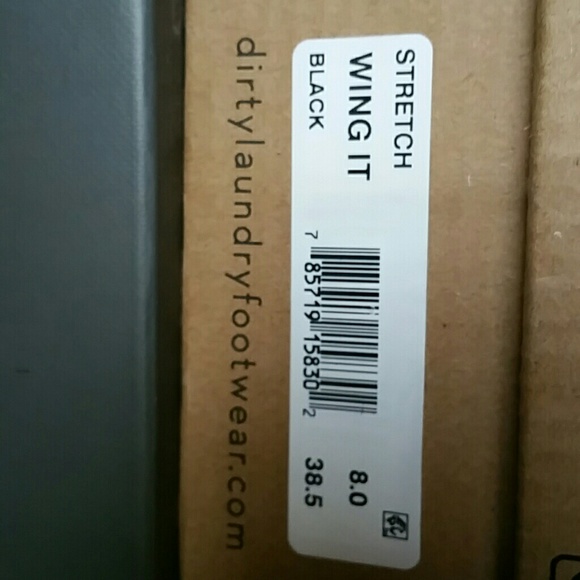 STRETCH
WING IT
BLACK
7 85719 15830 2
8.0
38.5
dirtylaundryfootwear.com